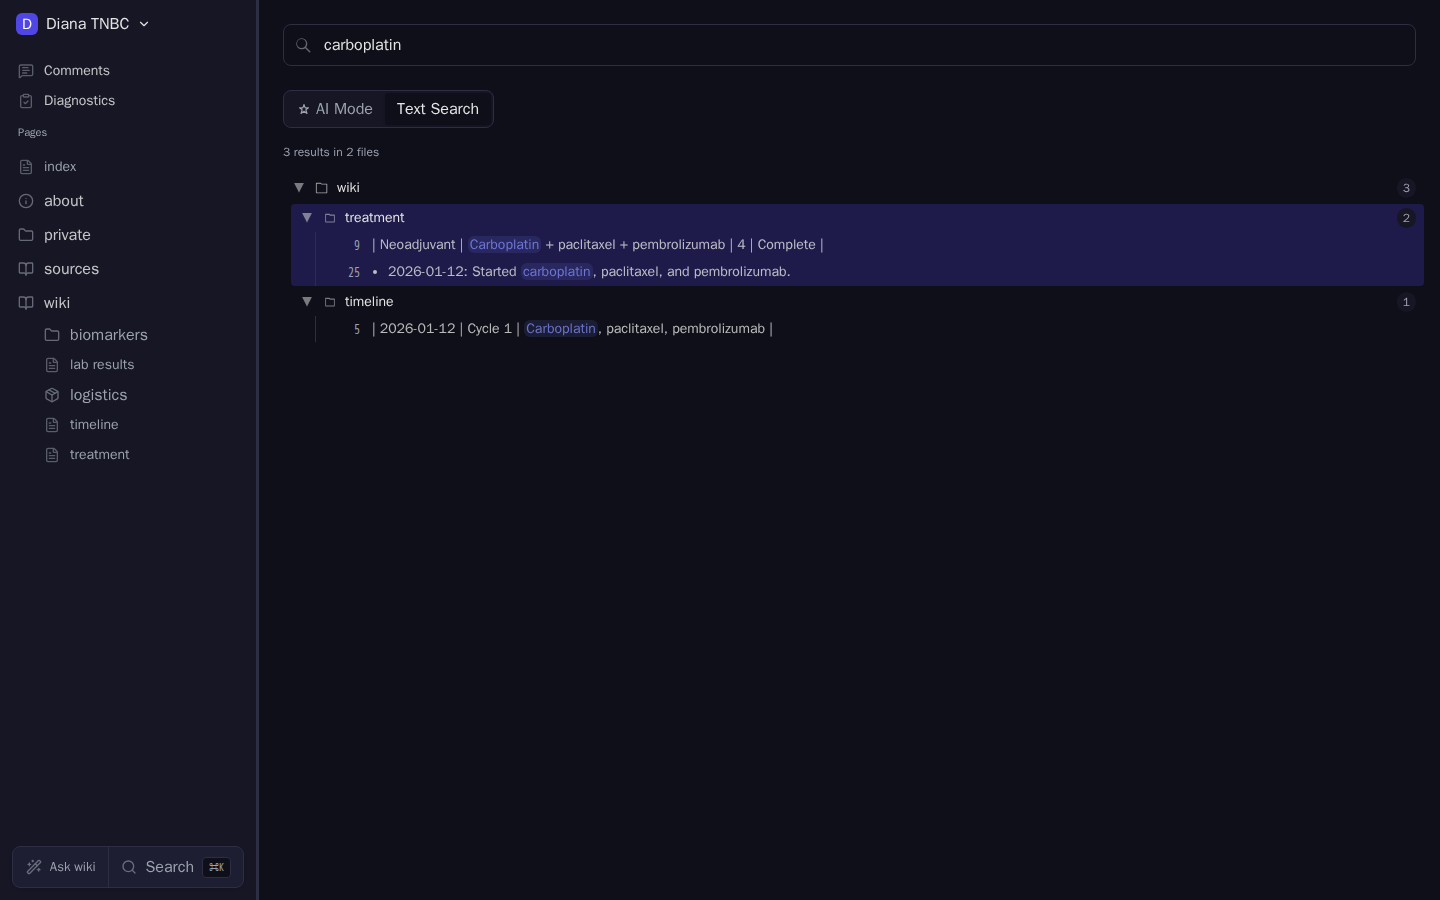 D Diana TNBC
Comments
Diagnostics
Pages
index
about
private
sources
wiki
biomarkers
lab results
logistics
timeline
treatment
Ask wiki
Search ⌘K
carboplatin
AI Mode Text Search
3 results in 2 files
wiki 3
treatment 2
9 | Neoadjuvant | Carboplatin + paclitaxel + pembrolizumab | 4 | Complete |
25 • 2026-01-12: Started carboplatin, paclitaxel, and pembrolizumab.
timeline 1
5 | 2026-01-12 | Cycle 1 | Carboplatin, paclitaxel, pembrolizumab |